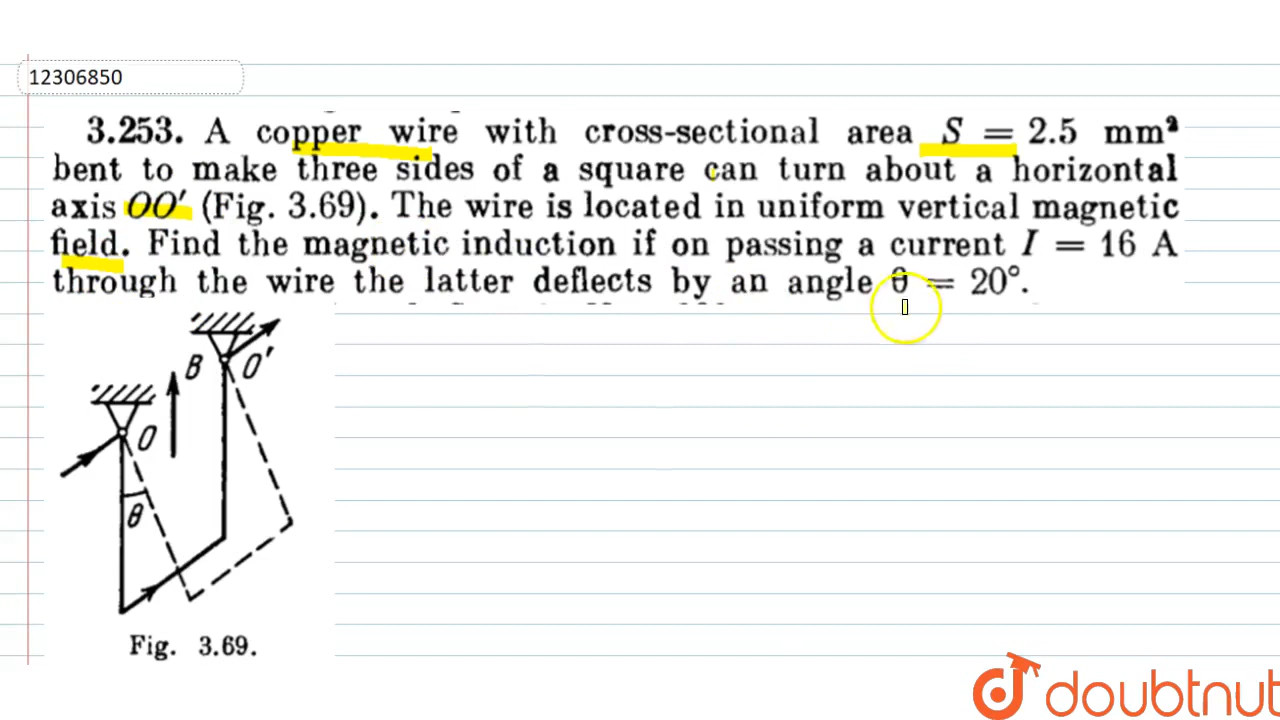 12306850
3.253. A copper wire with cross-sectional area S = 2.5 mm²
bent to make three sides of a square can turn about a horizontal
axis OO′ (Fig. 3.69). The wire is located in uniform vertical magnetic
field. Find the magnetic induction if on passing a current I = 16 A
through the wire the latter deflects by an angle θ = 20°.
B
O′
O
θ
Fig. 3.69.
doubtnut